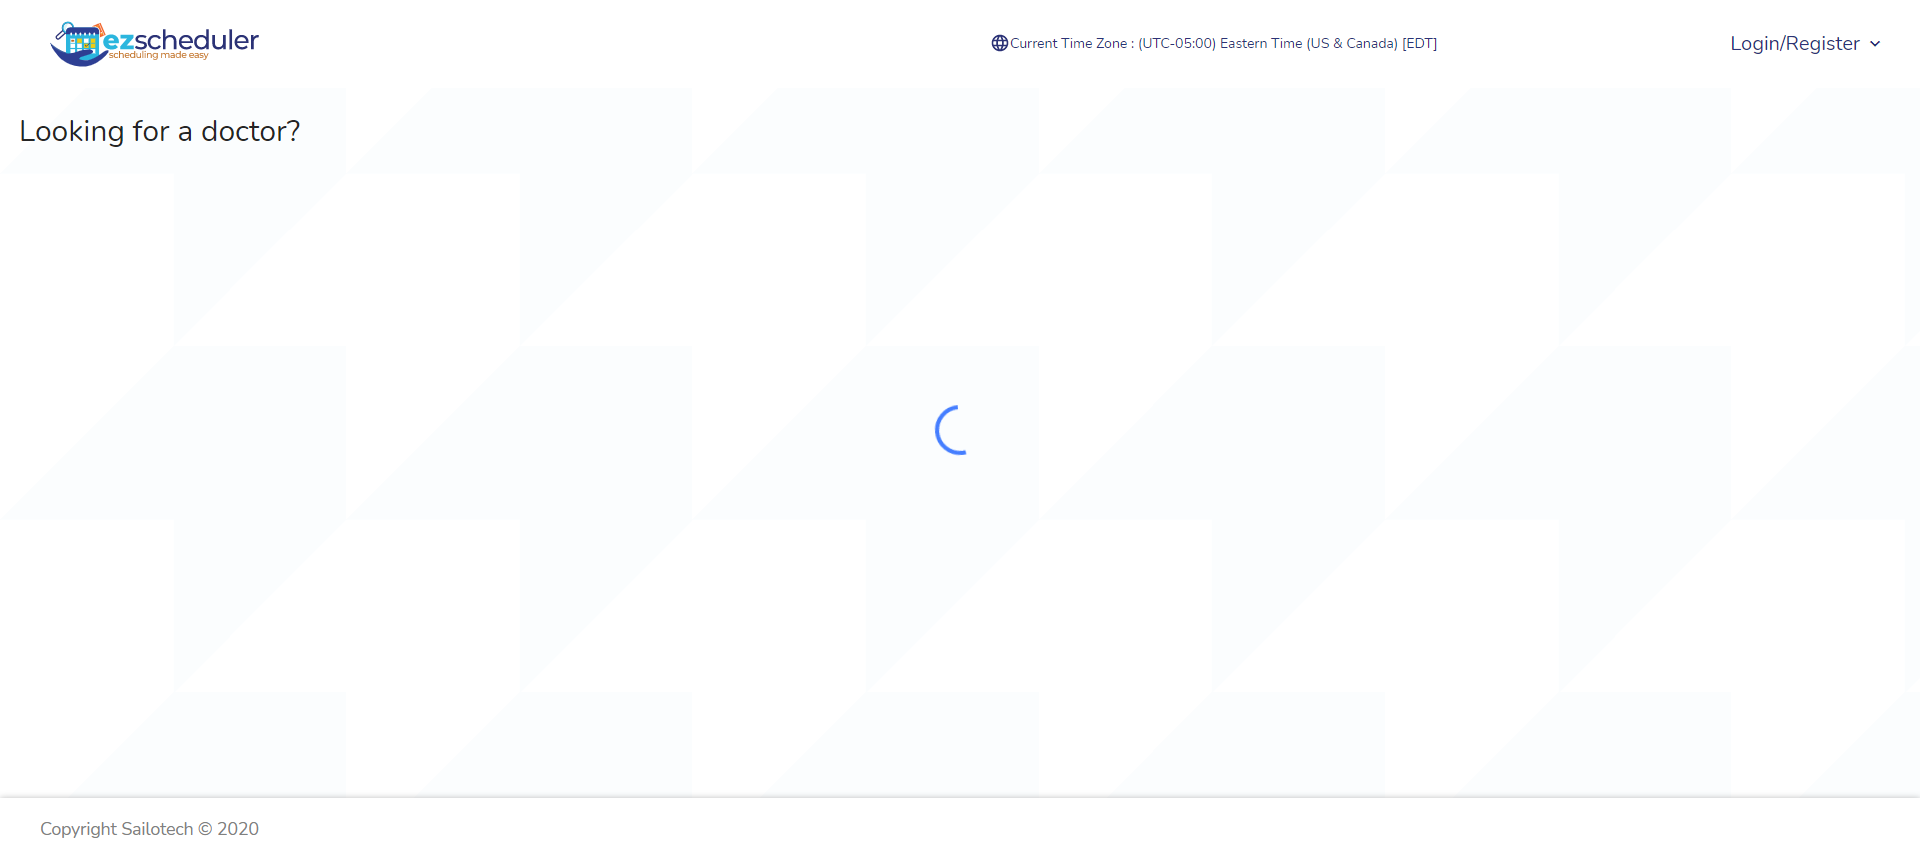 ezscheduler
scheduling made easy
Current Time Zone : (UTC-05:00) Eastern Time (US & Canada) [EDT]
Login/Register
Looking for a doctor?
Copyright Sailotech © 2020